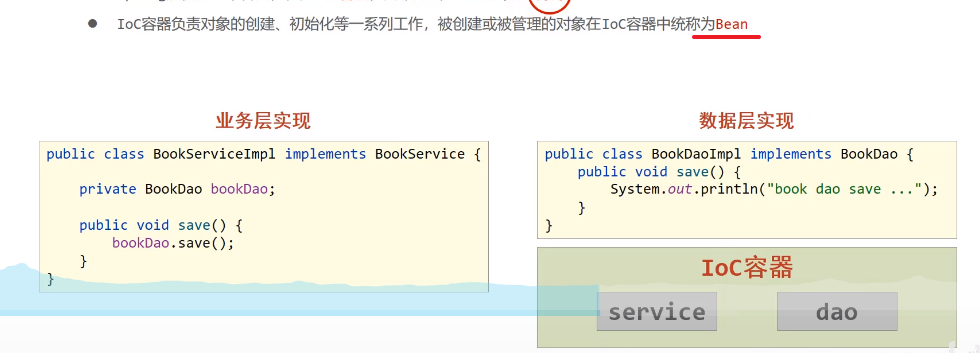 IoC容器负责对象的创建、初始化等一系列工作，被创建或被管理的对象在IoC容器中统称为Bean
业务层实现
public class BookServiceImpl implements BookService {
private BookDao bookDao;
public void save() {
bookDao.save();
}
}
数据层实现
public class BookDaoImpl implements BookDao {
public void save() {
System.out.println("book dao save ...");
}
}
IoC容器
service
dao